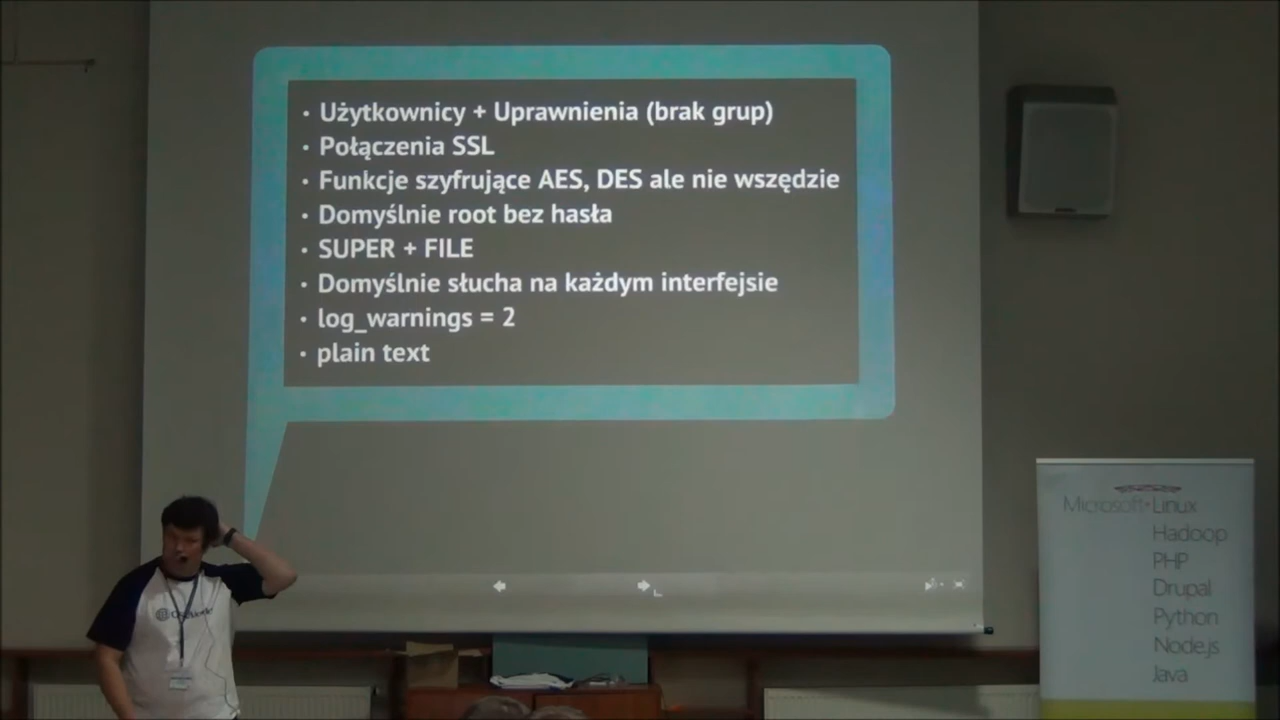 • Użytkownicy + Uprawnienia (brak grup)
• Połączenia SSL
• Funkcje szyfrujące AES, DES ale nie wszędzie
• Domyślnie root bez hasła
• SUPER + FILE
• Domyślnie słucha na każdym interfejsie
• log_warnings = 2
• plain text
Microsoft Linux
Hadoop
PHP
Drupal
Python
Node.js
Java